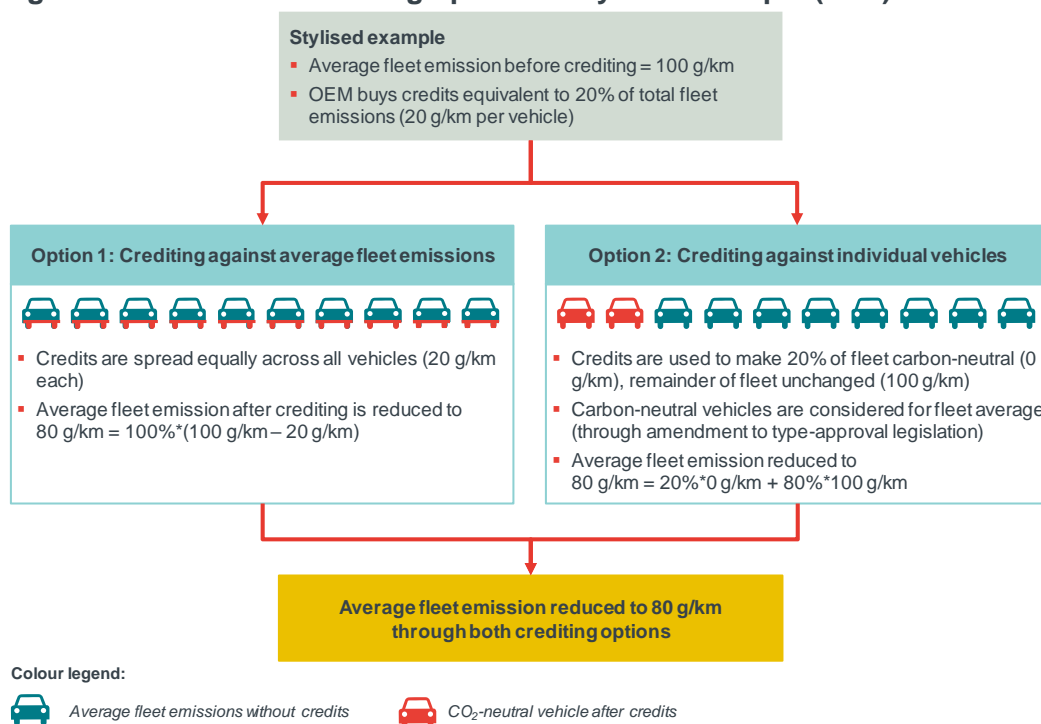 Stylised example
▪ Average fleet emission before crediting = 100 g/km
▪ OEM buys credits equivalent to 20% of total fleet
emissions (20 g/km per vehicle)
Option 1: Crediting against average fleet emissions
▪ Credits are spread equally across all vehicles (20 g/km
each)
▪ Average fleet emission after crediting is reduced to
80 g/km = 100%*(100 g/km – 20 g/km)
Option 2: Crediting against individual vehicles
▪ Credits are used to make 20% of fleet carbon-neutral (0
g/km), remainder of fleet unchanged (100 g/km)
▪ Carbon-neutral vehicles are considered for fleet average
(through amendment to type-approval legislation)
▪ Average fleet emission reduced to
80 g/km = 20%*0 g/km + 80%*100 g/km
Average fleet emission reduced to 80 g/km
through both crediting options
Colour legend:
Average fleet emissions without credits
CO₂-neutral vehicle after credits